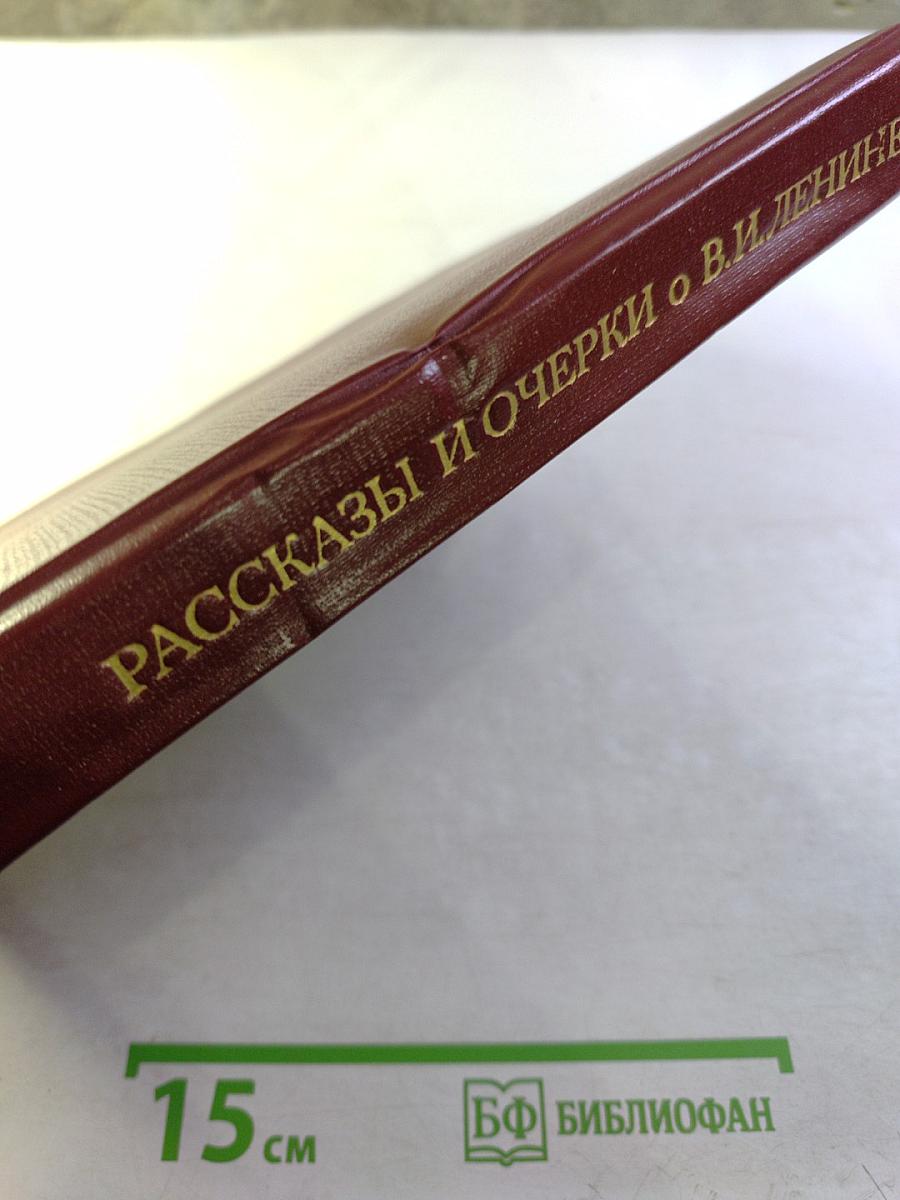 РАССКАЗЫ И ОЧЕРКИ о В.И.ЛЕНИНЕ
15 см
БФ БИБЛИОФАН